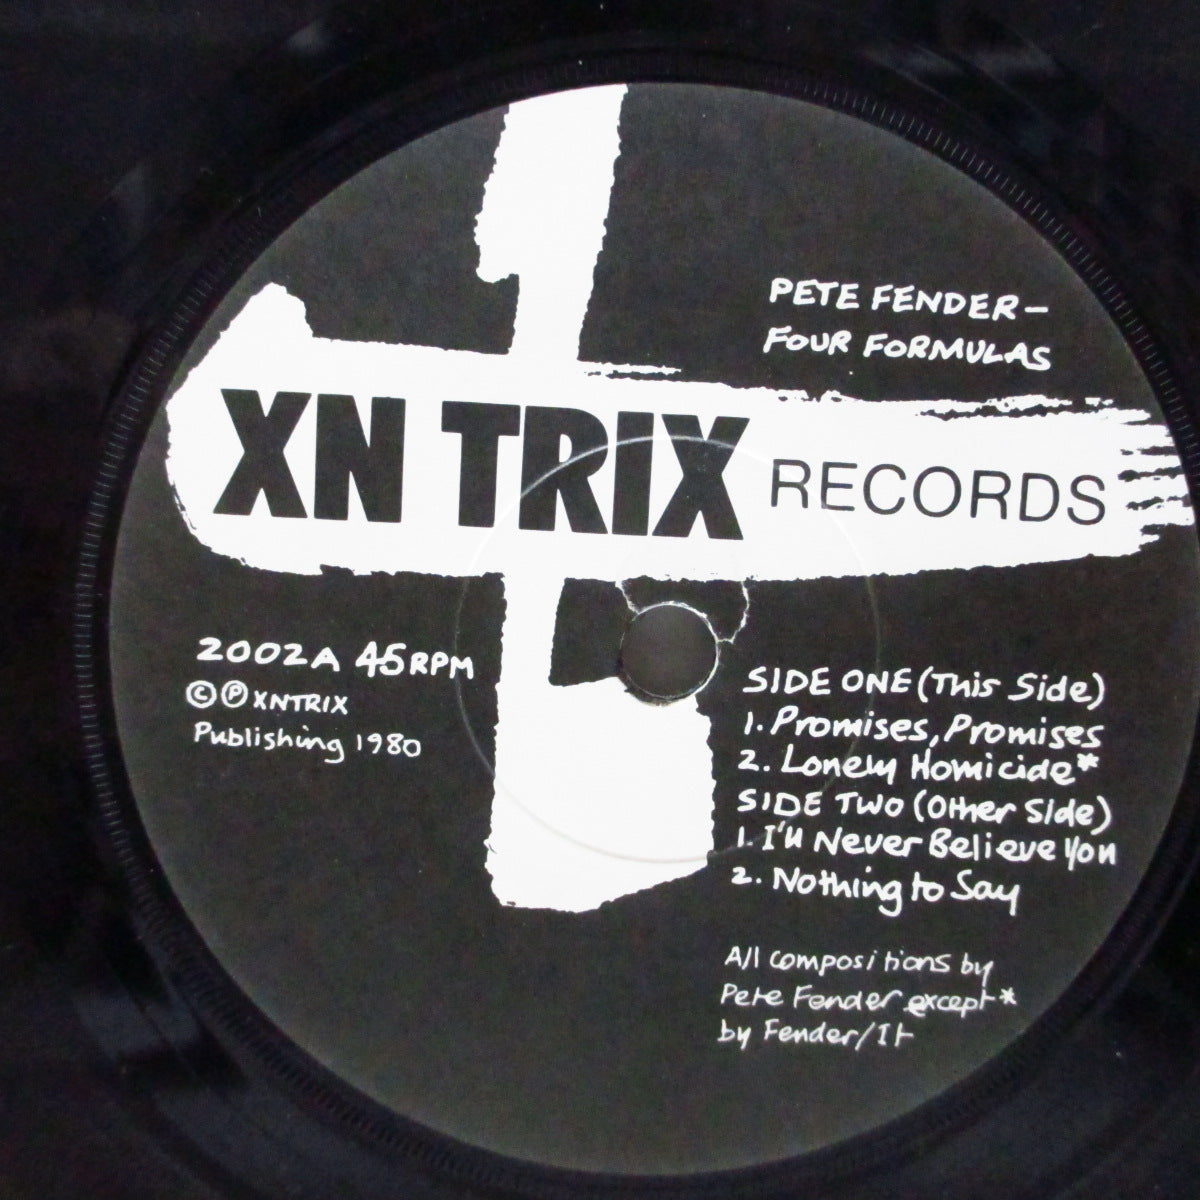 PETE FENDER-
FOUR FORMULAS
XN TRIX RECORDS
2002A 45RPM
© ℗ XNTRIX
Publishing 1980
SIDE ONE (This Side)
1. Promises, Promises
2. Lonely Homicide*
SIDE TWO (Other Side)
1. I'll Never Believe You
2. Nothing to Say
All compositions by
Pete Fender except*
by Fender/It